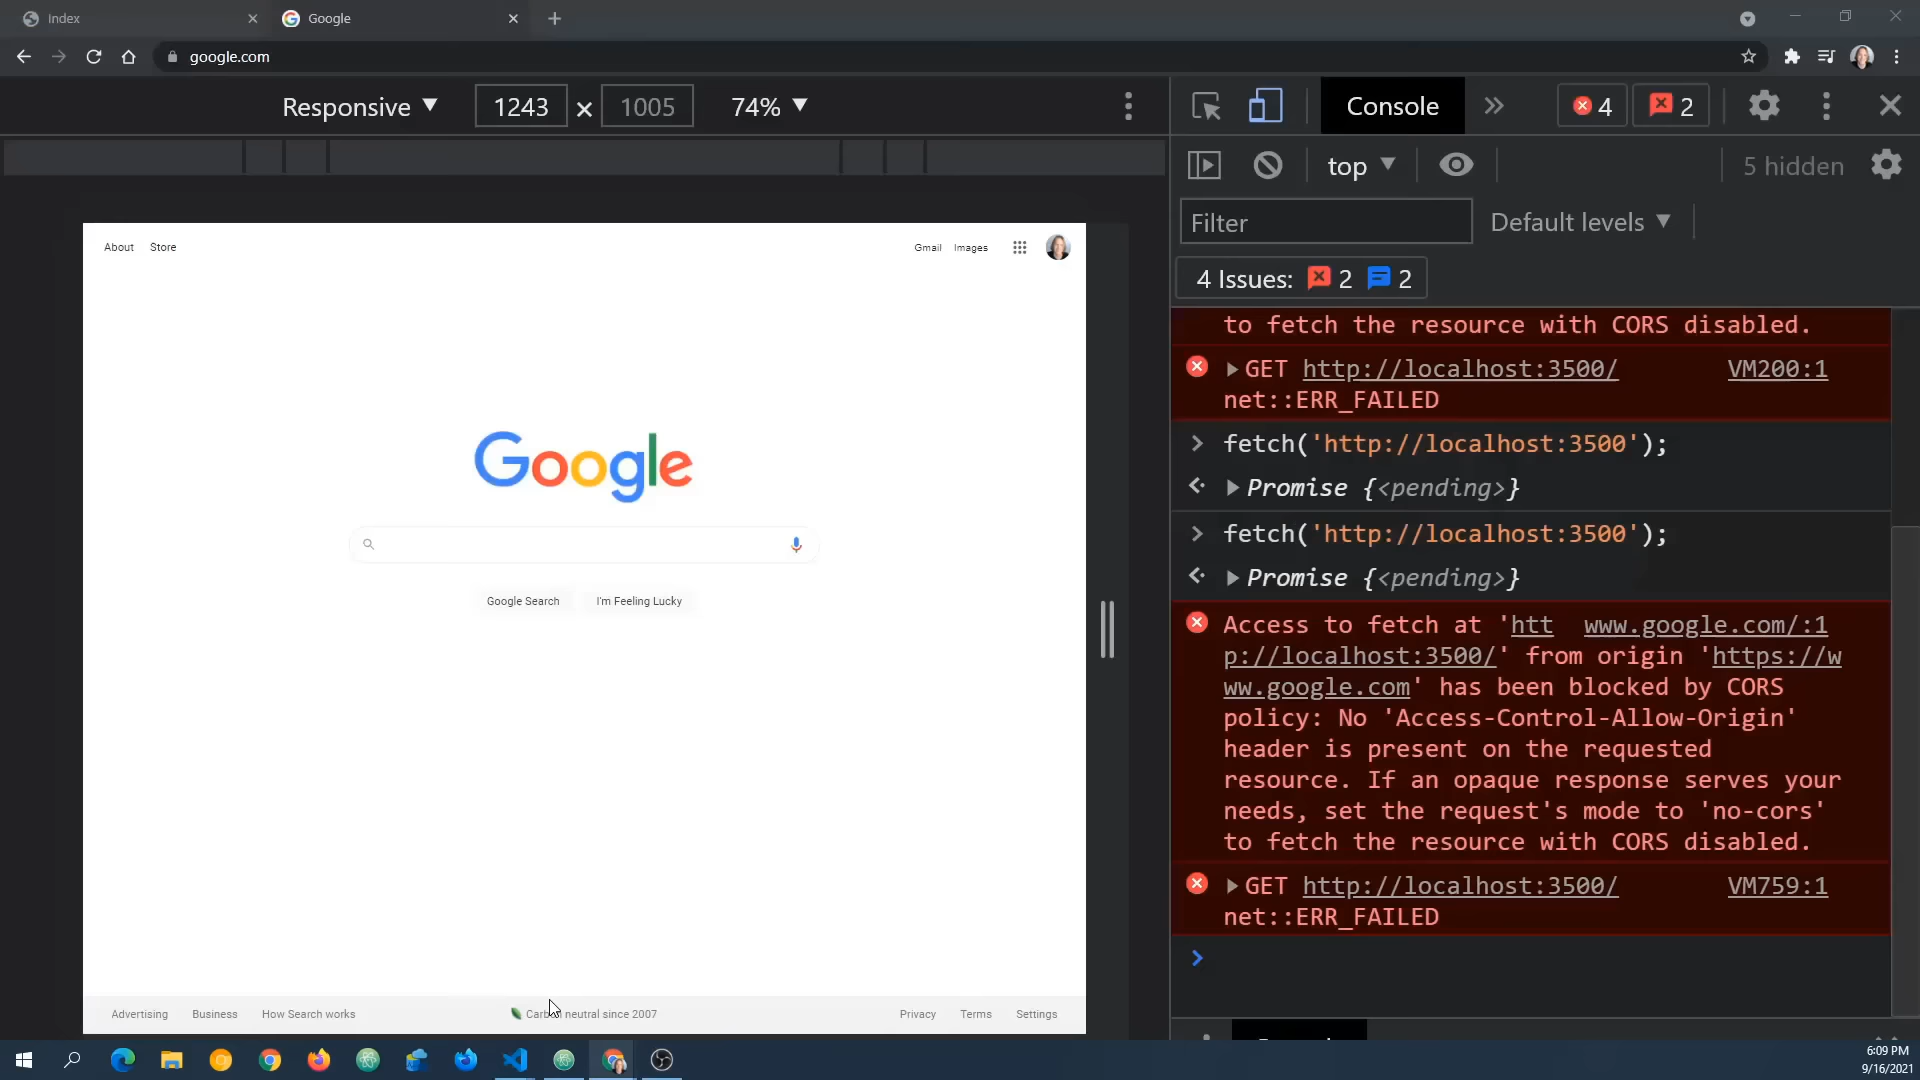 Index
Google
google.com
Responsive
1243 × 1005
74%
Console
4
2
top
5 hidden
Filter
Default levels
4 Issues: 2 2
About Store
Gmail Images
Google
Google Search
I'm Feeling Lucky
Advertising Business How Search works
neutral since 2007
Privacy Terms Settings
to fetch the resource with CORS disabled.
GET http://localhost:3500/ VM200:1
net::ERR_FAILED
fetch('http://localhost:3500');
Promise {<pending>}
fetch('http://localhost:3500');
Promise {<pending>}
Access to fetch at 'htt www.google.com/:1
p://localhost:3500/' from origin 'https://w
ww.google.com' has been blocked by CORS
policy: No 'Access-Control-Allow-Origin'
header is present on the requested
resource. If an opaque response serves your
needs, set the request's mode to 'no-cors'
to fetch the resource with CORS disabled.
GET http://localhost:3500/ VM759:1
net::ERR_FAILED
6:09 PM
9/16/2021